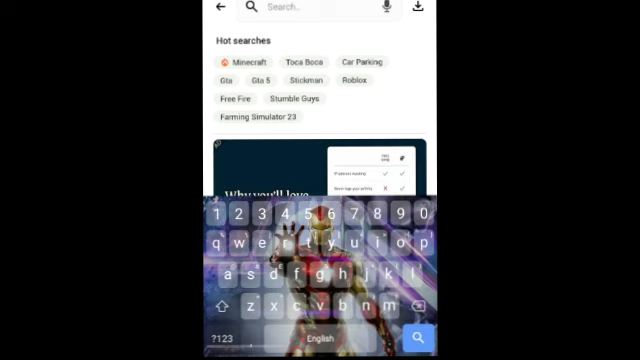 Search..
Hot searches
Minecraft Toca Boca Car Parking
Gta Gta 5 Stickman Roblox
Free Fire Stumble Guys
Farming Simulator 23
Why you'll love
1 2 3 4 5 6 7 8 9 0
q w e r t y u i o p
a s d f g h j k l
z x c v b n m
?123 English